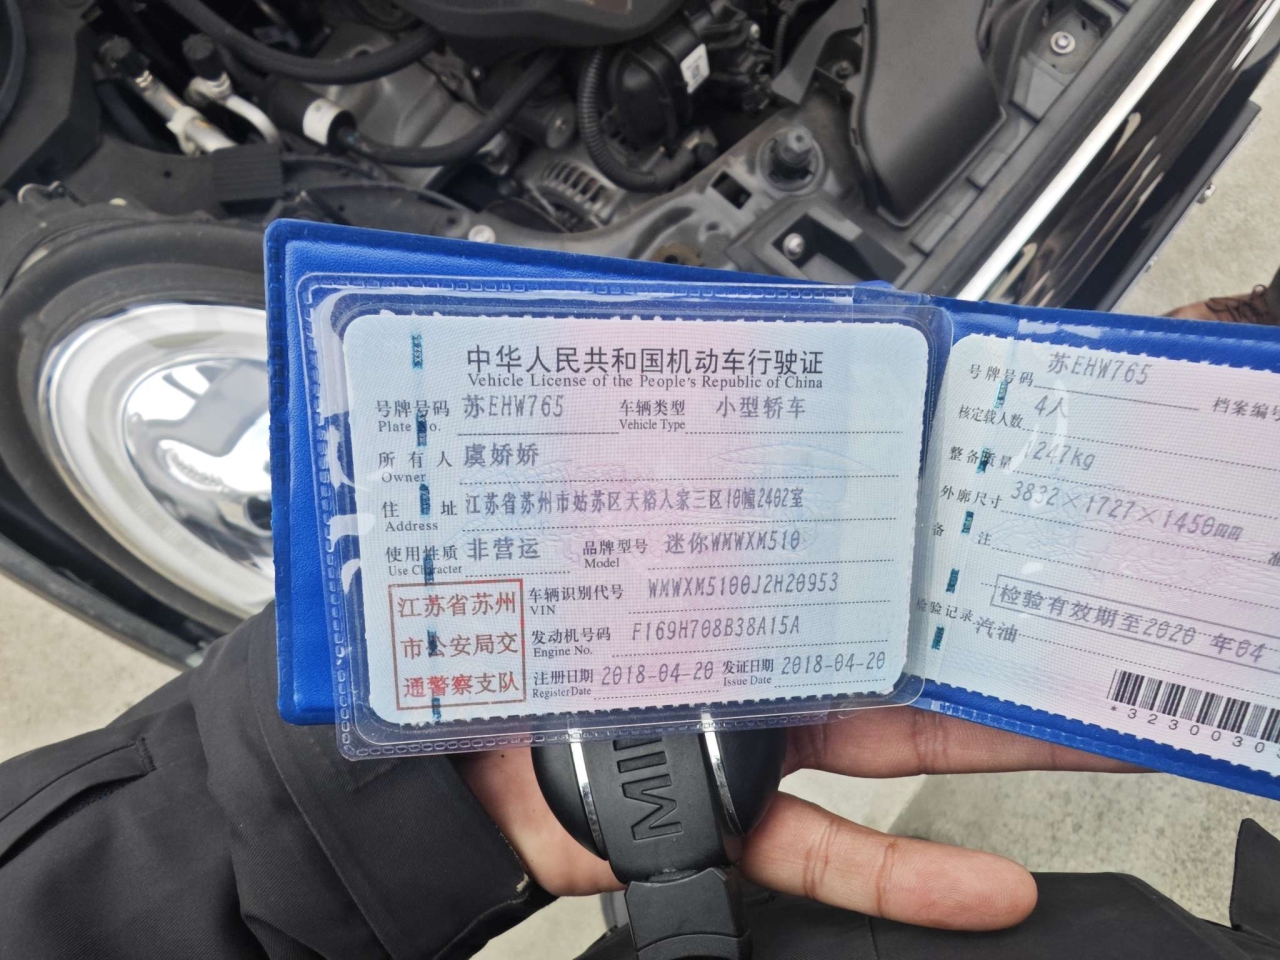 中华人民共和国机动车行驶证
Vehicle License of the People's Republic of China
号牌号码 苏EHW765 车辆类型 小型轿车
Plate No. Vehicle Type
所有人 虞娇娇
Owner
住址 江苏省苏州市姑苏区天裕人家三区10幢2402室
Address
使用性质 非营运 品牌型号 迷你WMWXM510
Use Character Model
江苏省苏州
市公安局交
通警察支队
车辆识别代号 WMWXM5100J2H20953
VIN
发动机号码 F169H708B38A15A
Engine No.
注册日期 2018-04-20 发证日期 2018-04-20
Register Date Issue Date
号牌号码 苏EHW765 档案编号
核定载人数 4人
整备质量 1247kg
外廓尺寸 3832×1727×1450mm
备注
检验有效期至2020年04
检验记录 汽油
*3230030
MINI